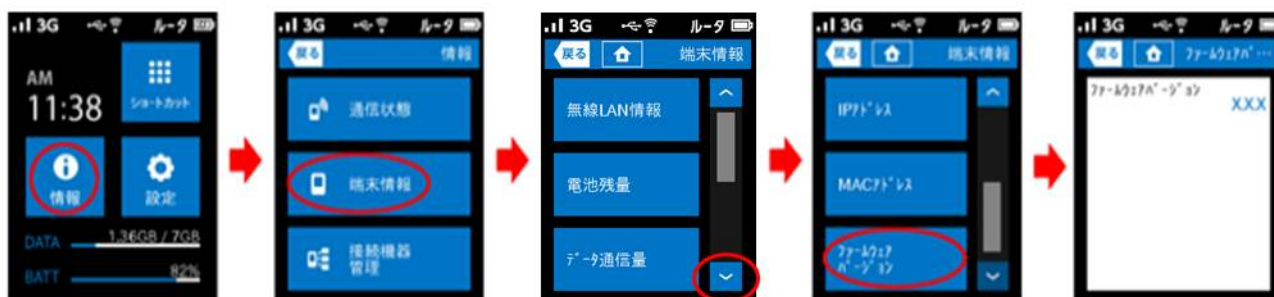 3G ルータ
AM
11:38
ショートカット
情報
設定
DATA 1.36GB / 7GB
BATT 82%
3G ルータ
戻る 情報
通信状態
端末情報
接続機器
管理
3G ルータ
戻る 端末情報
無線LAN情報
電池残量
データ通信量
3G ルータ
戻る 端末情報
IPアドレス
MACアドレス
ファームウェア
バージョン
3G ルータ
戻る ファームウェアバ…
ファームウェアバージョン
XXX